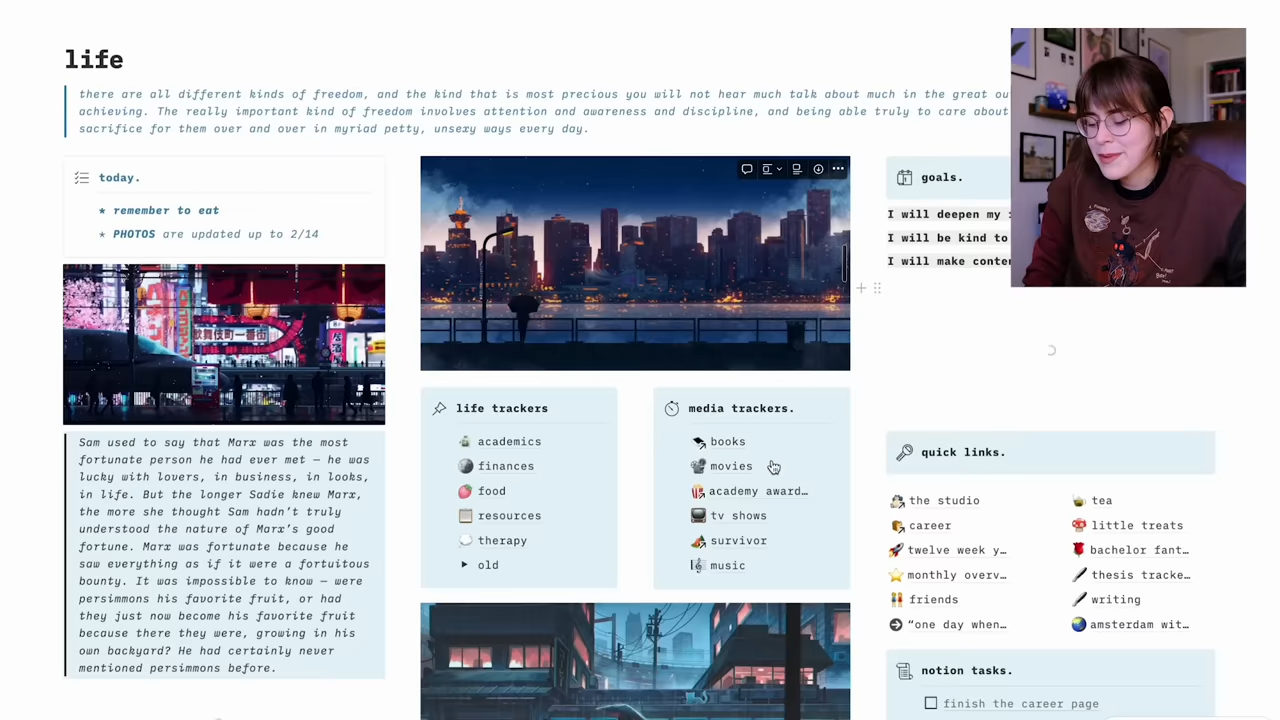 life
there are all different kinds of freedom, and the kind that is most precious you will not hear much talk about much in the great
achieving. The really important kind of freedom involves attention and awareness and discipline, and being able truly to care about
sacrifice for them over and over in myriad petty, unsexy ways every day.
today.
* remember to eat
* PHOTOS are updated up to 2/14
歌舞伎町一番街
Sam used to say that Marx was the most
fortunate person he had ever met — he was
lucky with lovers, in business, in looks,
in life. But the longer Sadie knew Marx,
the more she thought Sam hadn't truly
understood the nature of Marx's good
fortune. Marx was fortunate because he
saw everything as if it were a fortuitous
bounty. It was impossible to know — were
persimmons his favorite fruit, or had
they just now become his favorite fruit
because there they were, growing in his
own backyard? He had certainly never
mentioned persimmons before.
life trackers
academics
finances
food
resources
therapy
old
media trackers.
books
movies
academy award…
tv shows
survivor
music
goals.
I will deepen my
I will be kind to
I will make conte
quick links.
the studio
career
twelve week y…
monthly overv…
friends
"one day when…
tea
little treats
bachelor fant…
thesis tracke…
writing
amsterdam wit…
notion tasks.
finish the career page